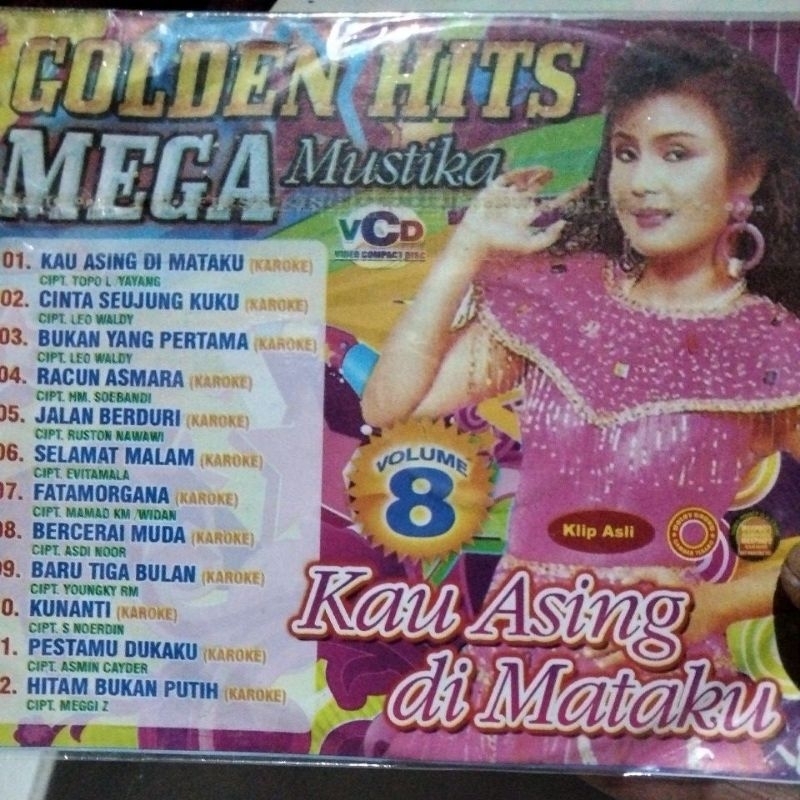 GOLDEN HITS
MEGA Mustika
VCD
VIDEO COMPACT DISC
01. KAU ASING DI MATAKU (KAROKE)
CIPT. TOPO L /YAYANG
02. CINTA SEUJUNG KUKU (KAROKE)
CIPT. LEO WALDY
03. BUKAN YANG PERTAMA (KAROKE)
CIPT. LEO WALDY
04. RACUN ASMARA (KAROKE)
CIPT. HM. SOEBANDI
05. JALAN BERDURI (KAROKE)
CIPT. RUSTON NAWAWI
06. SELAMAT MALAM (KAROKE)
CIPT. EVITAMALA
07. FATAMORGANA (KAROKE)
CIPT. MAMAD KM /WIDAN
08. BERCERAI MUDA (KAROKE)
CIPT. ASDI NOOR
09. BARU TIGA BULAN (KAROKE)
CIPT. YOUNGKY RM
0. KUNANTI (KAROKE)
CIPT. S NOERDIN
1. PESTAMU DUKAKU (KAROKE)
CIPT. ASMIN CAYDER
2. HITAM BUKAN PUTIH (KAROKE)
CIPT. MEGGI Z
VOLUME
8
Klip Asli
Kau Asing
di Mataku